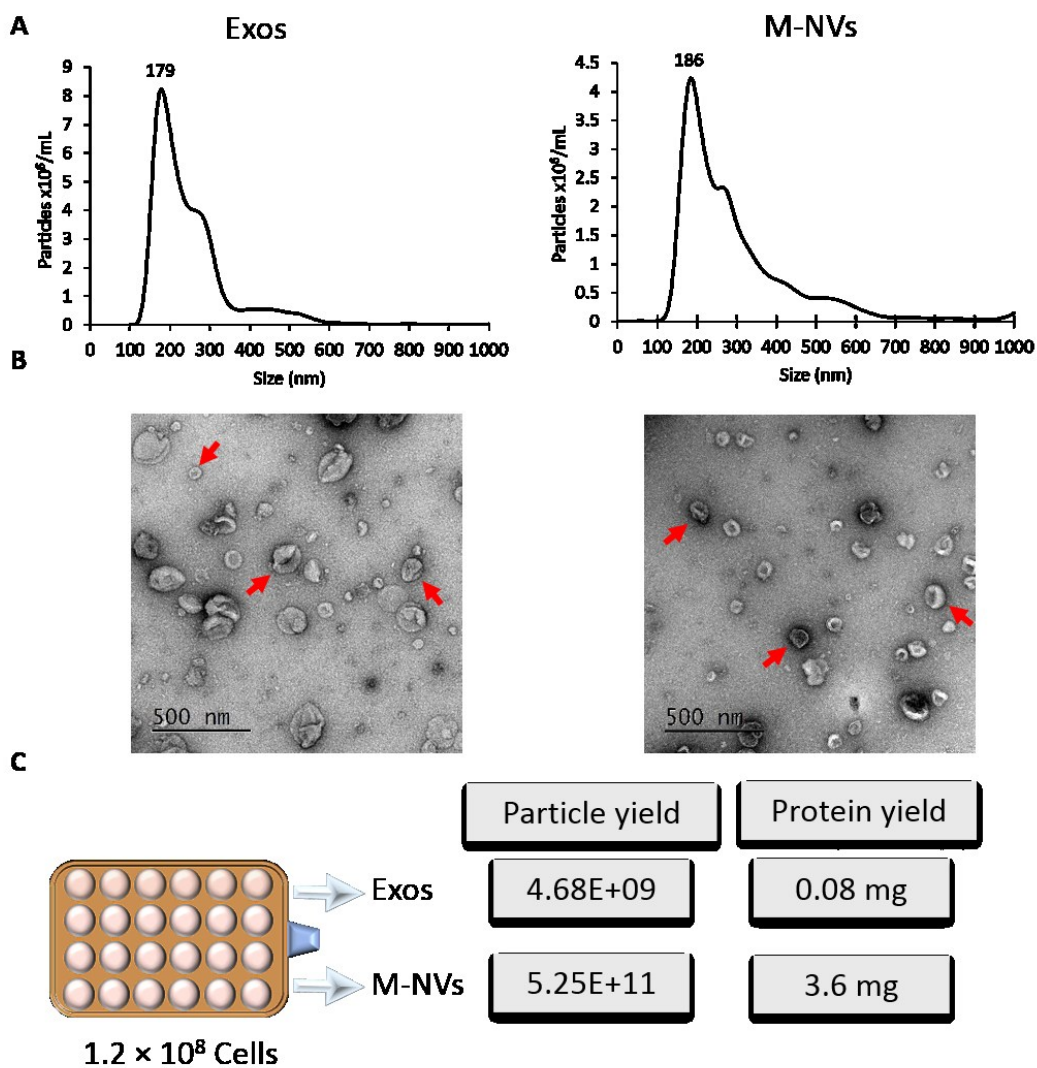 A
Exos
M-NVs
179
9
8
7
6
5
4
3
2
1
0
Particles x10⁶/mL
0 100 200 300 400 500 600 700 800 900 1000
Size (nm)
186
4.5
4
3.5
3
2.5
2
1.5
1
0.5
0
Particles x10⁶/mL
0 100 200 300 400 500 600 700 800 900 1000
Size (nm)
B
500 nm
500 nm
C
Particle yield
Protein yield
Exos
4.68E+09
0.08 mg
M-NVs
5.25E+11
3.6 mg
1.2 × 10⁸ Cells